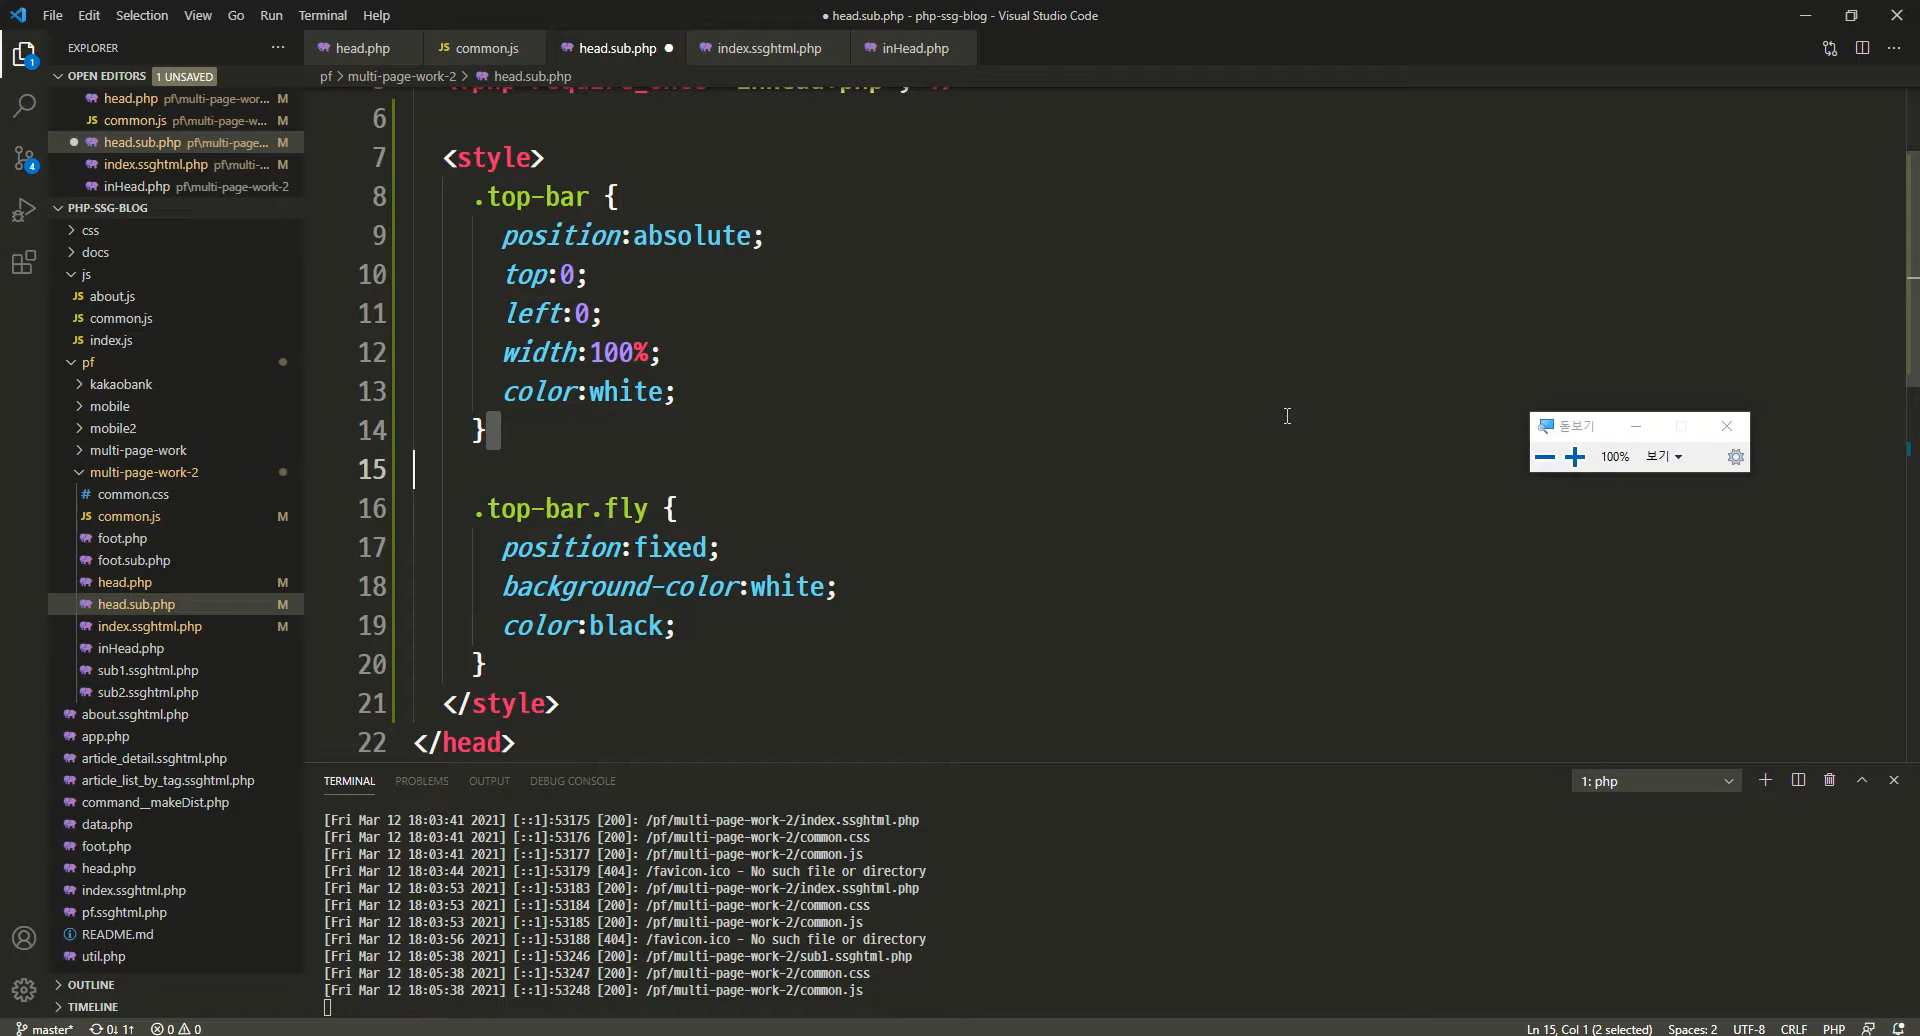 File Edit Selection View Go Run Terminal Help
● head.sub.php - php-ssg-blog - Visual Studio Code
EXPLORER
head.php
JS common.js
head.sub.php ●
index.ssghtml.php
inHead.php
OPEN EDITORS 1 UNSAVED
pf > multi-page-work-2 > head.sub.php
head.php pf\multi-page-wor... M
JS common.js pf\multi-page-w... M
head.sub.php pf\multi-page... M
index.ssghtml.php pf\multi-... M
inHead.php pf\multi-page-work-2
PHP-SSG-BLOG
css
docs
js
JS about.js
JS common.js
JS index.js
pf
kakaobank
mobile
mobile2
multi-page-work
multi-page-work-2
# common.css
JS common.js M
foot.php
foot.sub.php
head.php M
head.sub.php M
index.ssghtml.php M
inHead.php
sub1.ssghtml.php
sub2.ssghtml.php
about.ssghtml.php
app.php
article_detail.ssghtml.php
article_list_by_tag.ssghtml.php
command__makeDist.php
data.php
foot.php
head.php
index.ssghtml.php
pf.ssghtml.php
README.md
util.php
OUTLINE
TIMELINE
6
7 <style>
8 .top-bar {
9 position:absolute;
10 top:0;
11 left:0;
12 width:100%;
13 color:white;
14 }
15
16 .top-bar.fly {
17 position:fixed;
18 background-color:white;
19 color:black;
20 }
21 </style>
22 </head>
돋보기
100% 보기
TERMINAL PROBLEMS OUTPUT DEBUG CONSOLE
1: php
[Fri Mar 12 18:03:41 2021] [::1]:53175 [200]: /pf/multi-page-work-2/index.ssghtml.php
[Fri Mar 12 18:03:41 2021] [::1]:53176 [200]: /pf/multi-page-work-2/common.css
[Fri Mar 12 18:03:41 2021] [::1]:53177 [200]: /pf/multi-page-work-2/common.js
[Fri Mar 12 18:03:44 2021] [::1]:53179 [404]: /favicon.ico - No such file or directory
[Fri Mar 12 18:03:53 2021] [::1]:53183 [200]: /pf/multi-page-work-2/index.ssghtml.php
[Fri Mar 12 18:03:53 2021] [::1]:53184 [200]: /pf/multi-page-work-2/common.css
[Fri Mar 12 18:03:53 2021] [::1]:53185 [200]: /pf/multi-page-work-2/common.js
[Fri Mar 12 18:03:56 2021] [::1]:53188 [404]: /favicon.ico - No such file or directory
[Fri Mar 12 18:05:38 2021] [::1]:53246 [200]: /pf/multi-page-work-2/sub1.ssghtml.php
[Fri Mar 12 18:05:38 2021] [::1]:53247 [200]: /pf/multi-page-work-2/common.css
[Fri Mar 12 18:05:38 2021] [::1]:53248 [200]: /pf/multi-page-work-2/common.js
master* 0↓ 1↑ 0 0
Ln 15, Col 1 (2 selected) Spaces: 2 UTF-8 CRLF PHP